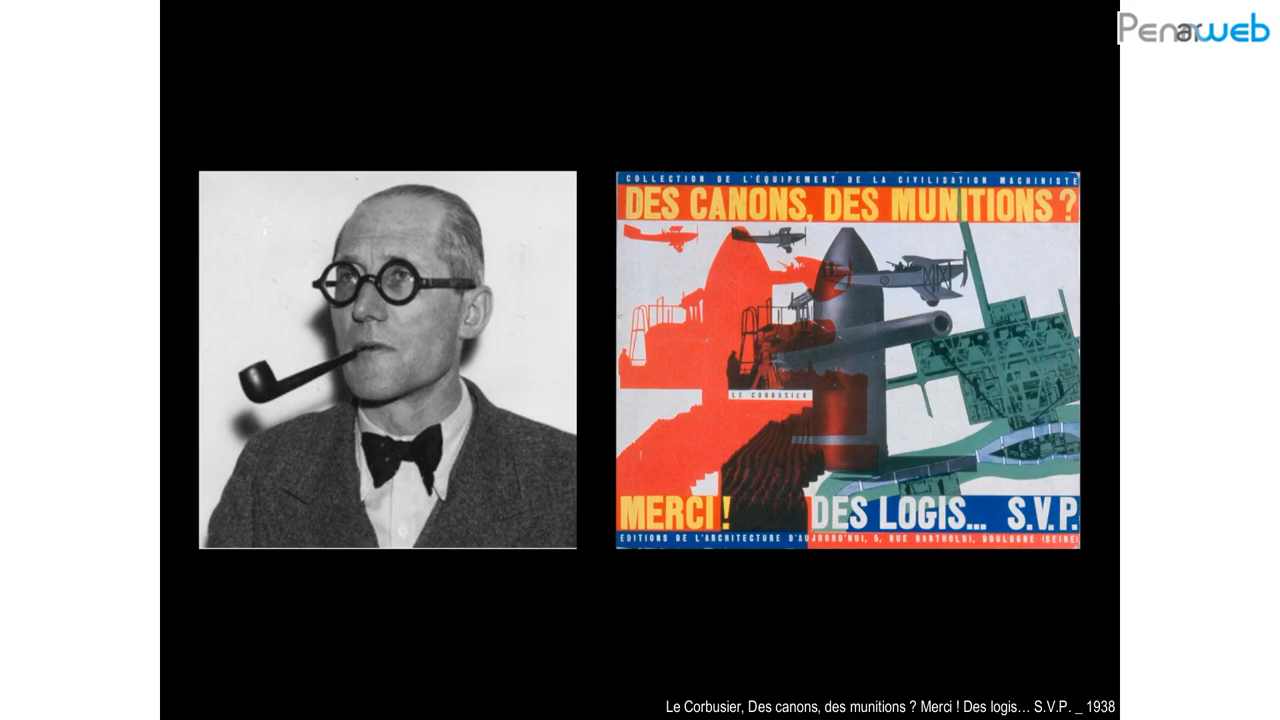 Penarweb
COLLECTION DE L'ÉQUIPEMENT DE LA CIVILISATION MACHINISTE
DES CANONS, DES MUNITIONS ?
LE CORBUSIER
MERCI ! DES LOGIS... S.V.P.
EDITIONS DE L'ARCHITECTURE D'AUJOURD'HUI, 5, RUE BARTHOLDI, BOULOGNE (SEINE)
Le Corbusier, Des canons, des munitions ? Merci ! Des logis... S.V.P. _ 1938